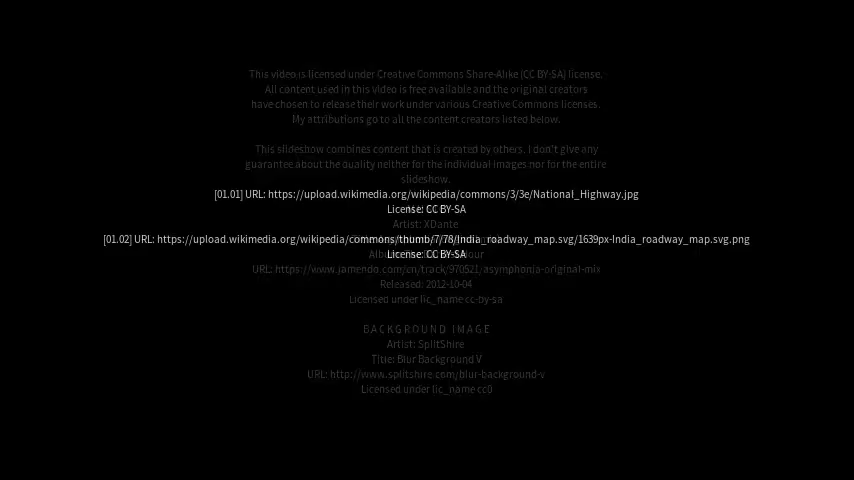 This video is licensed under Creative Commons Share-Alike (CC BY-SA) license.
All content used in this video is free available and the original creators
have chosen to release their work under various Creative Commons licenses.
My attributions go to all the content creators listed below.
This slideshow combines content that is created by others. I don't give any
guarantee about the quality neither for the individual images nor for the entire
slideshow.
[01.01] URL: https://upload.wikimedia.org/wikipedia/commons/3/3e/National_Highway.jpg
License: CC BY-SA
Artist: XDante
[01.02] URL: https://upload.wikimedia.org/wikipedia/commons/thumb/7/78/India_roadway_map.svg/1639px-India_roadway_map.svg.png
License: CC BY-SA
URL: https://www.jamendo.com/en/track/970521/asymphonia-original-mix
Released: 2012-10-04
Licensed under lic_name cc-by-sa
BACKGROUND IMAGE
Artist: SplitShire
Title: Blur Background V
URL: http://www.splitshire.com/blur-background-v
Licensed under lic_name cc0